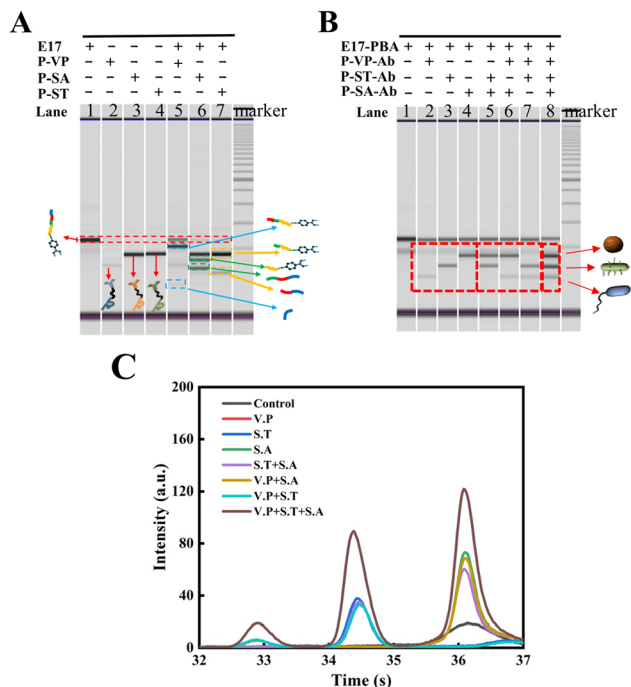 A
E17 + − − − + + +
P-VP − + − − + − −
P-SA − − + − − + −
P-ST − − − + − − +
Lane 1 2 3 4 5 6 7 marker
B
E17-PBA + + + + + + + +
P-VP-Ab − + − − − + + +
P-ST-Ab − − + − + − + +
P-SA-Ab − − − + + + − +
Lane 1 2 3 4 5 6 7 8 marker
C
Intensity (a.u.)
200
160
120
80
40
0
Control
V.P
S.T
S.A
S.T+S.A
V.P+S.A
V.P+S.T
V.P+S.T+S.A
32 33 34 35 36 37
Time (s)